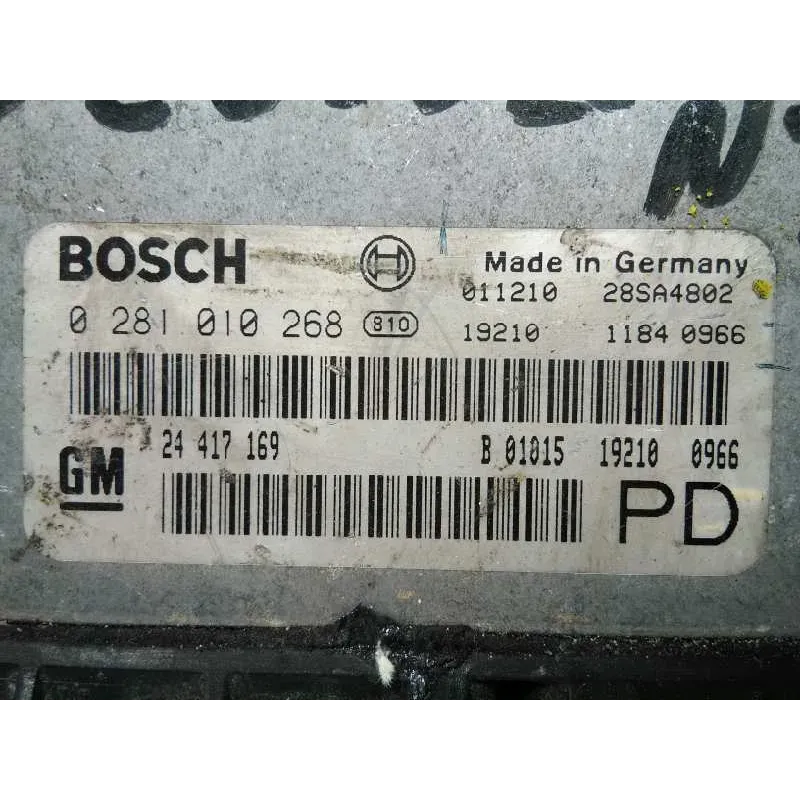 BOSCH
Made in Germany
011210 28SA4802
0 281 010 268 810 19210 1184 0966
24 417 169 B 01015 19210 0966
GM
PD